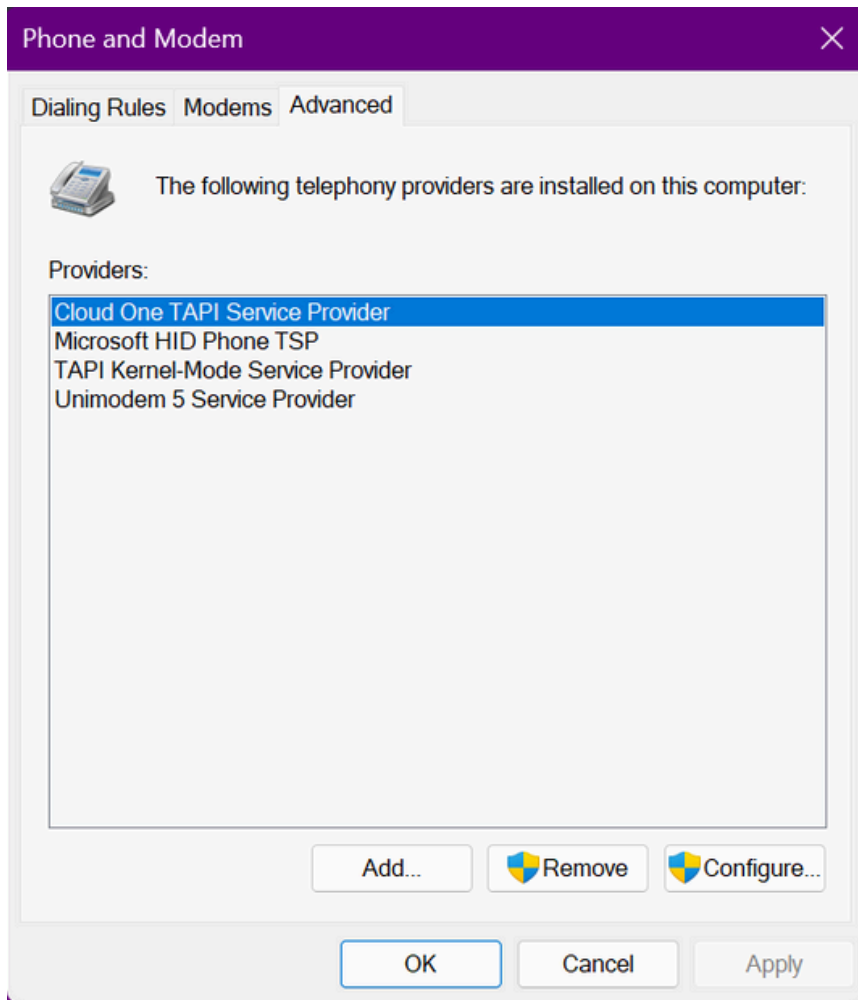 Phone and Modem
Dialing Rules Modems Advanced
The following telephony providers are installed on this computer:
Providers:
Cloud One TAPI Service Provider
Microsoft HID Phone TSP
TAPI Kernel-Mode Service Provider
Unimodem 5 Service Provider
Add... Remove Configure...
OK Cancel Apply